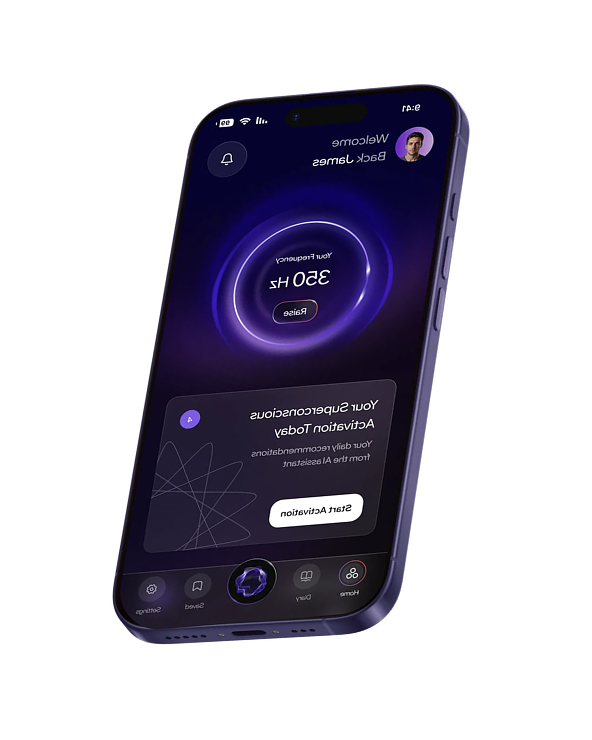 9:41
99
Welcome
Back James
Your Frequency
350 Hz
Raise
Your Superconscious
Activation Today
4
Your daily recommendations
from the AI assistant
Start Activation
Home
Diary
Saved
Settings